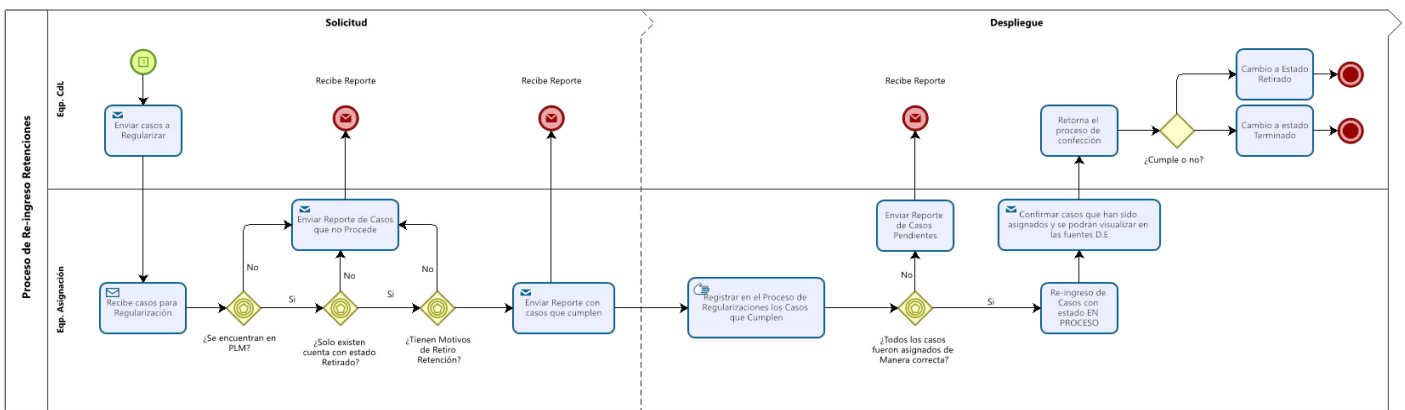 Proceso de Re-ingreso Retenciones
Solicitud
Despliegue
Eqp. CdL
Enviar casos a
Regularizar
Recibe Reporte
Recibe Reporte
Recibe Reporte
Retorna el
proceso de
confección
¿Cumple o no?
Cambio a Estado
Retirado
Cambio a estado
Terminado
Eqp. Asignación
Recibe casos para
Regularización
¿Se encuentran en
PLM?
No
Si
Enviar Reporte de Casos
que no Procede
¿Solo existen
cuenta con estado
Retirado?
No
Si
¿Tienen Motivos
de Retiro
Retención?
No
Enviar Reporte con
casos que cumplen
Registrar en el Proceso de
Regularizaciones los Casos
que Cumplen
Enviar Reporte
de Casos
Pendientes
No
¿Todos los casos
fueron asignados de
Manera correcta?
Si
Confirmar casos que han sido
asignados y se podrán visualizar en
las fuentes D.E
Re-ingreso de
Casos con
estado EN
PROCESO